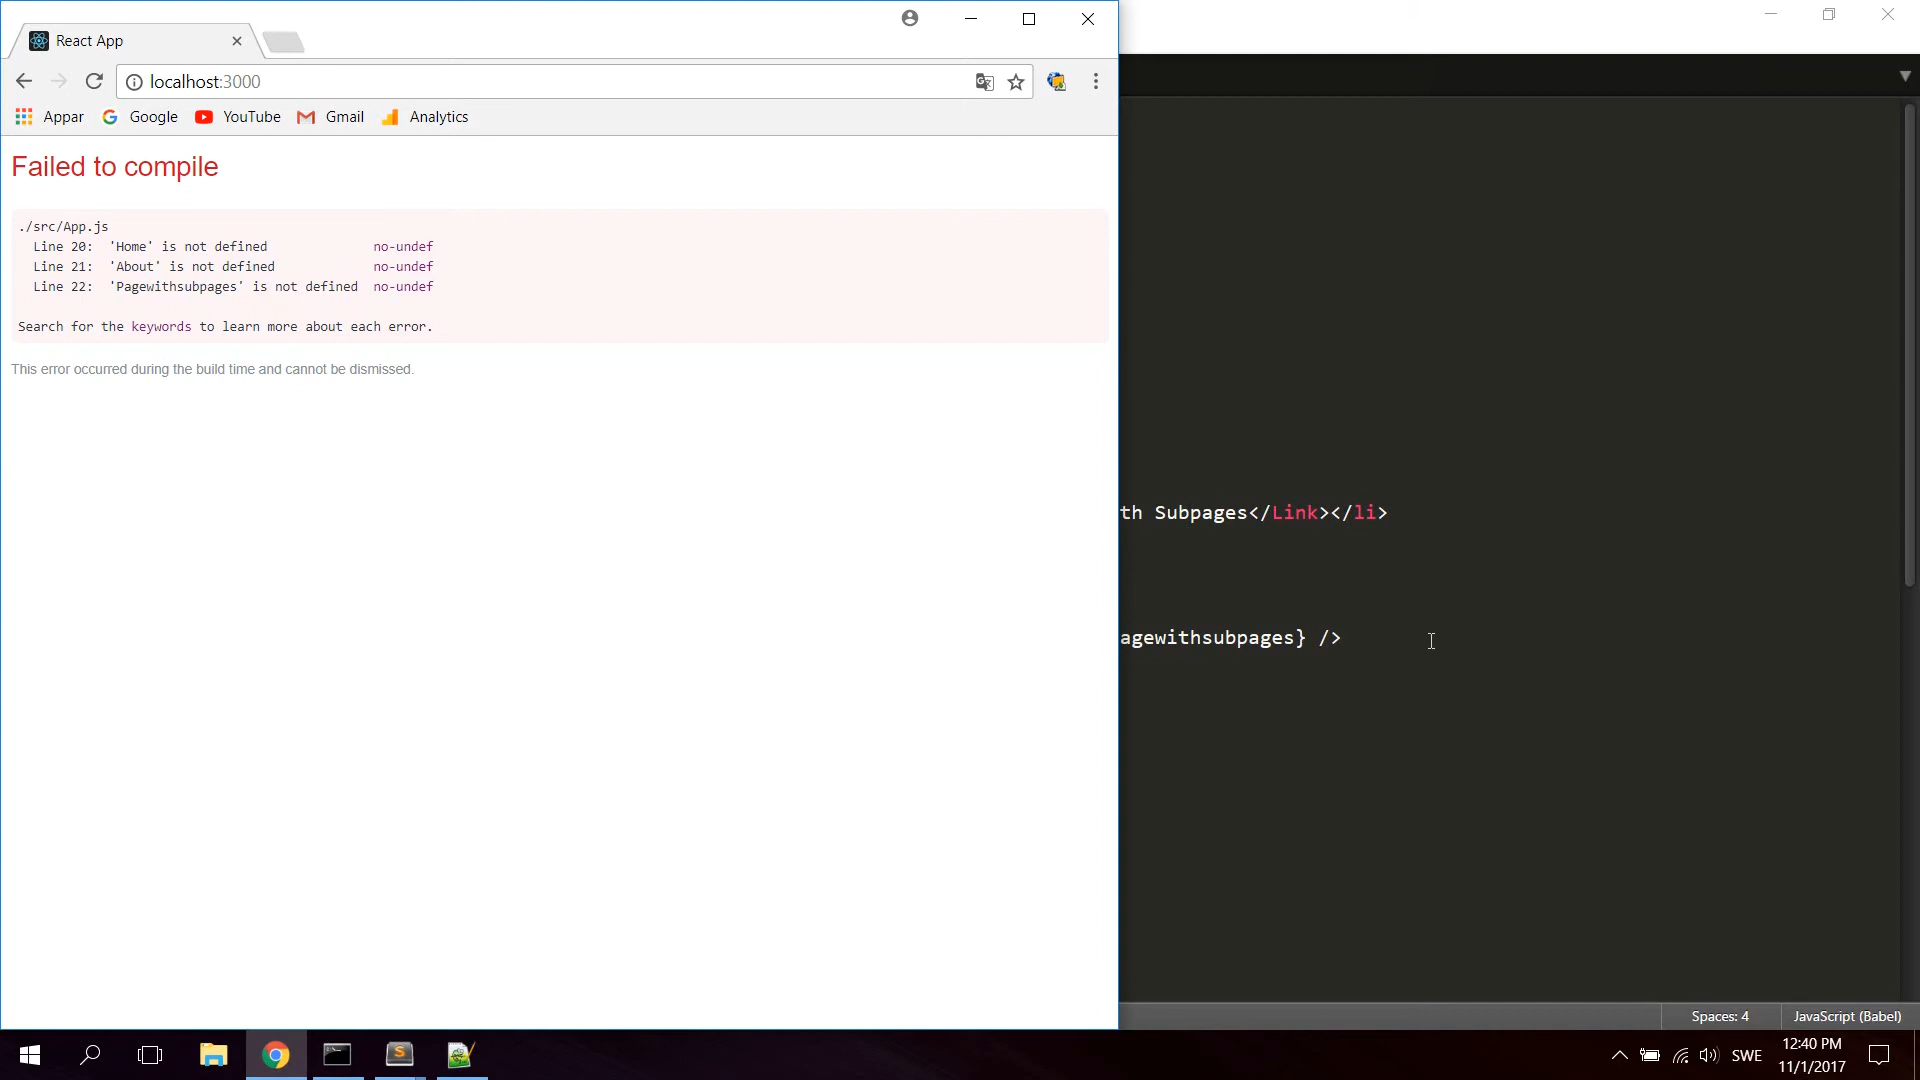 React App
localhost:3000
Appar Google YouTube Gmail Analytics
Failed to compile
./src/App.js
Line 20: 'Home' is not defined no-undef
Line 21: 'About' is not defined no-undef
Line 22: 'Pagewithsubpages' is not defined no-undef
Search for the keywords to learn more about each error.
This error occurred during the build time and cannot be dismissed.
th Subpages</Link></li>
agewithsubpages} />
Spaces: 4 JavaScript (Babel)
SWE
12:40 PM
11/1/2017